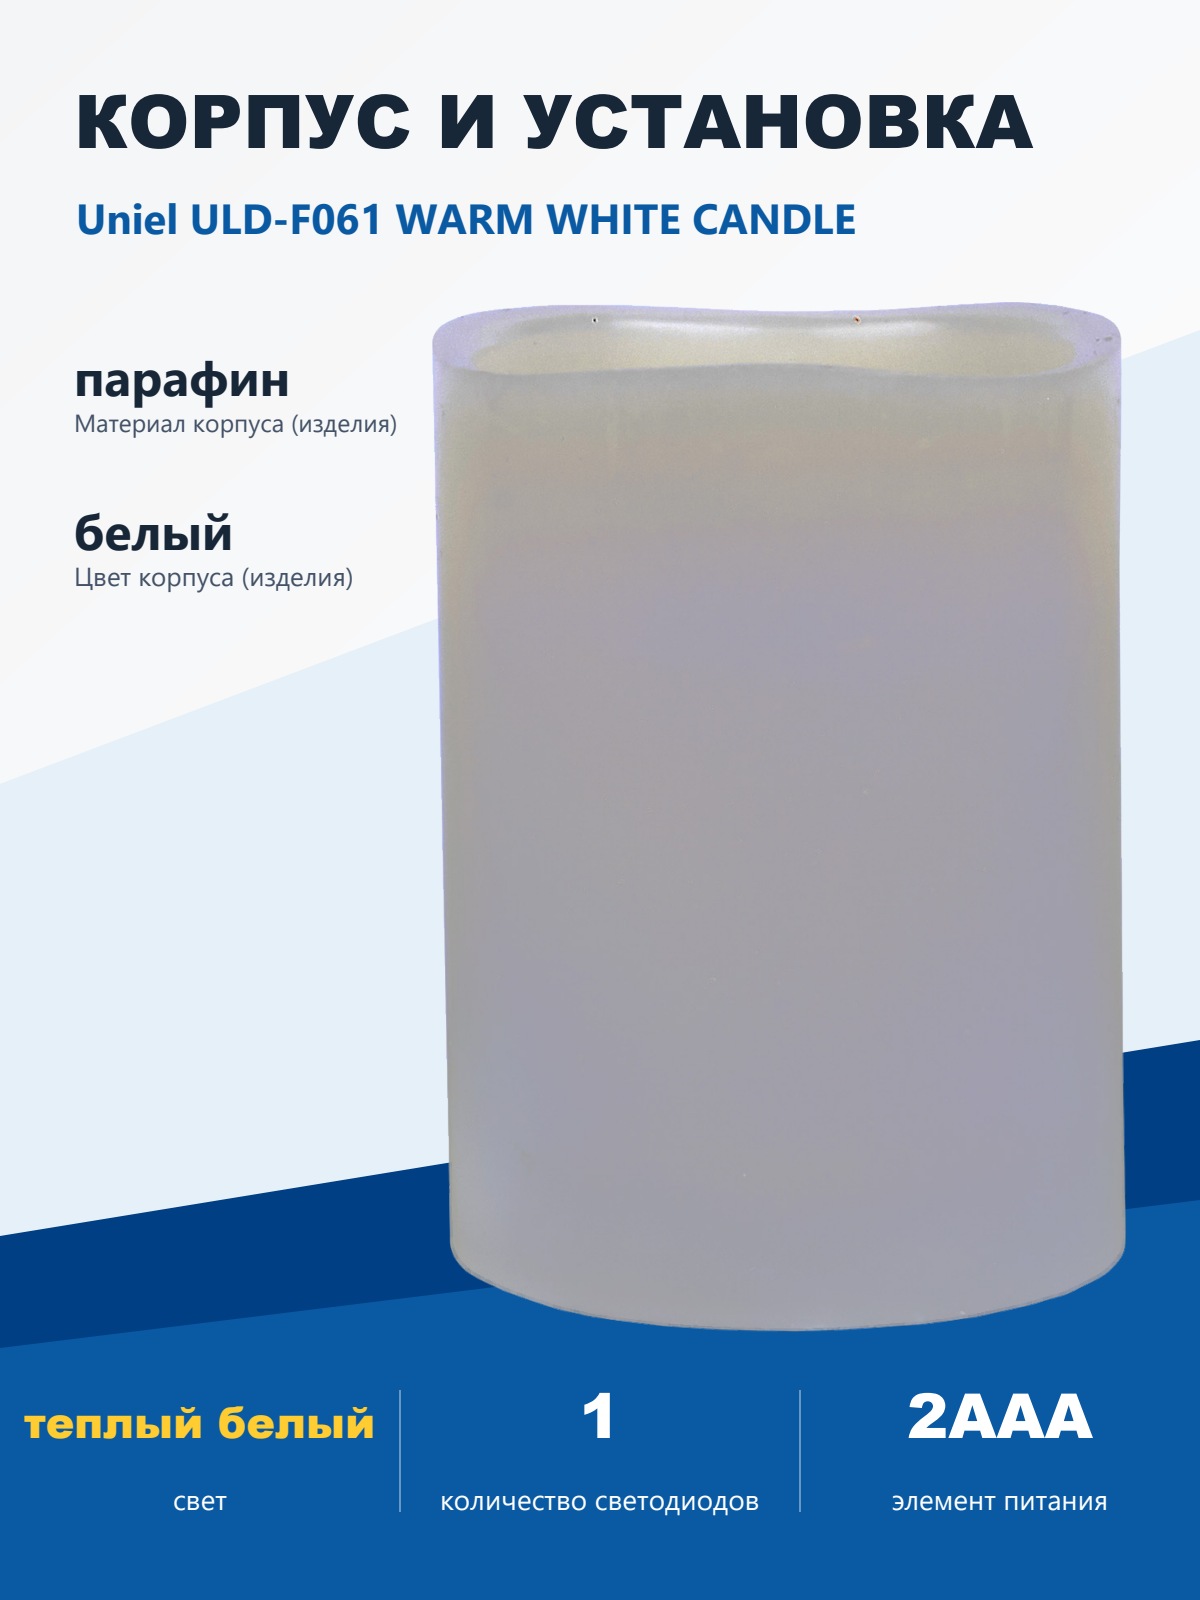 КОРПУС И УСТАНОВКА
Uniel ULD-F061 WARM WHITE CANDLE
парафин
Материал корпуса (изделия)
белый
Цвет корпуса (изделия)
теплый белый
свет
1
количество светодиодов
2AAA
элемент питания